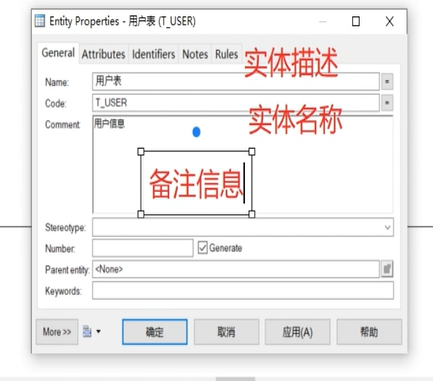 Entity Properties - 用户表 (T_USER)
General Attributes Identifiers Notes Rules
实体描述
Name: 用户表 =
Code: T_USER =
实体名称
Comment: 用户信息
备注信息
Stereotype:
Number: Generate
Parent entity: <None>
Keywords:
More >> 确定 取消 应用(A) 帮助